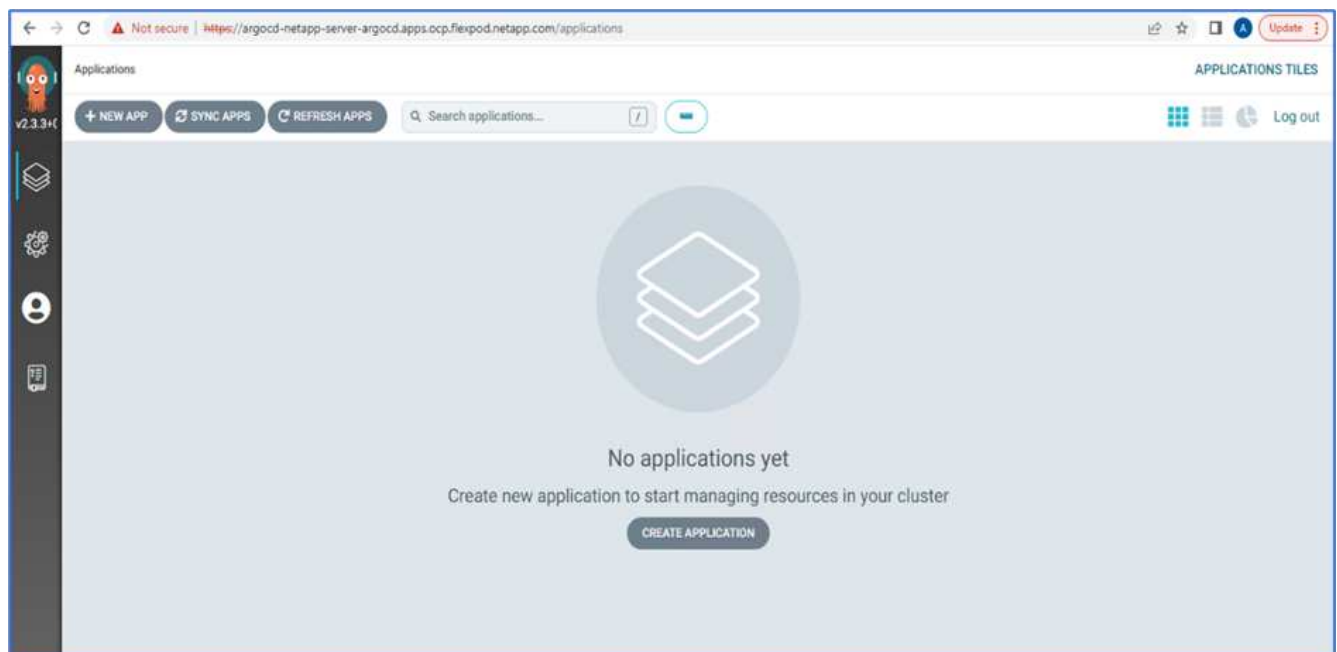 Not secure | https://argocd-netapp-server-argocd.apps.ocp.flexpod.netapp.com/applications
A
Update
Applications
APPLICATIONS TILES
v2.3.3+(
+ NEW APP
SYNC APPS
REFRESH APPS
Search applications...
/
Log out
No applications yet
Create new application to start managing resources in your cluster
CREATE APPLICATION